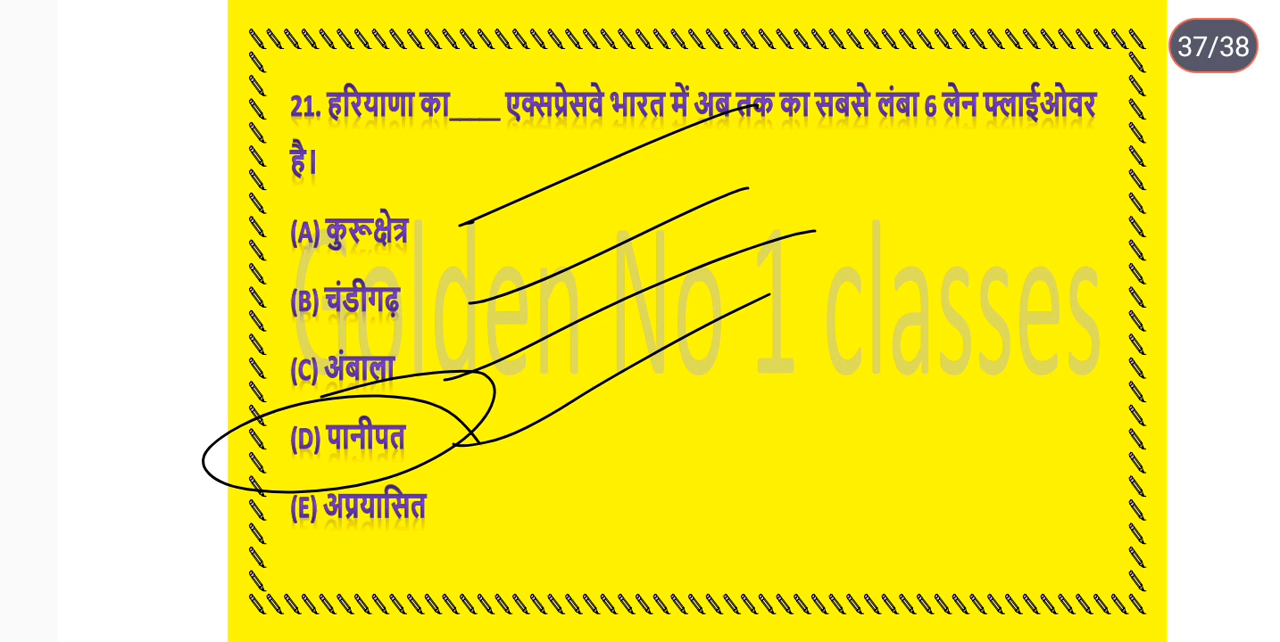 37/38
21. हरियाणा का____ एक्सप्रेसवे भारत में अब तक का सबसे लंबा 6 लेन फ्लाईओवर
है।
(A) कुरूक्षेत्र
(B) चंडीगढ़
(C) अंबाला
(D) पानीपत
(E) अप्रयासित
Golden No 1 classes